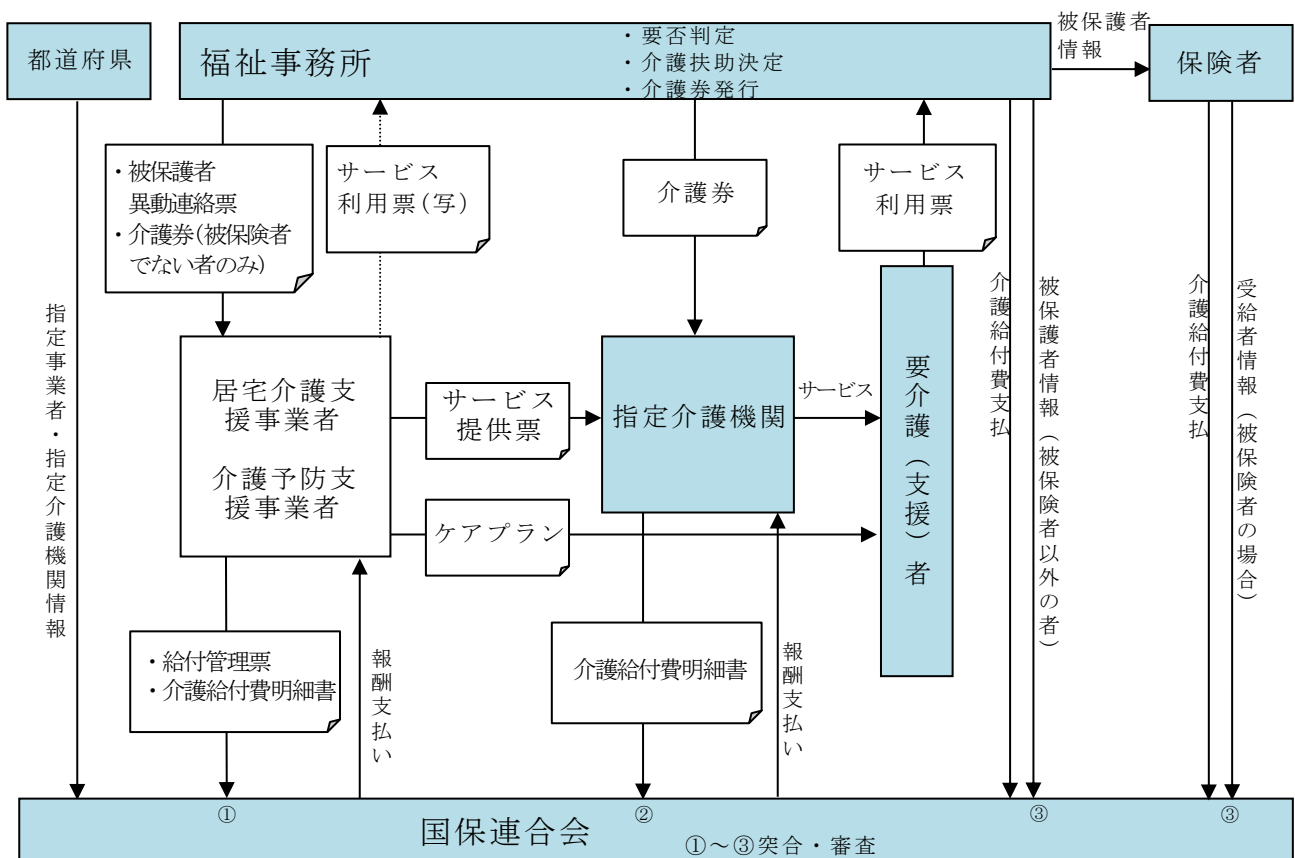 都道府県
福祉事務所
・要否判定
・介護扶助決定
・介護券発行
被保護者
情報
保険者
・被保護者
異動連絡票
・介護券(被保険者
でない者のみ)
サービス
利用票(写)
介護券
サービス
利用票
指定事業者・指定介護機関情報
居宅介護支
援事業者
介護予防支
援事業者
サービス
提供票
ケアプラン
指定介護機関
サービス
要介護(支援)者
介護給付費支払
被保護者情報(被保険者以外の者)
介護給付費支払
受給者情報(被保険者の場合)
・給付管理票
・介護給付費明細書
報酬支払い
介護給付費明細書
報酬支払い
①
②
③
③
国保連合会
①~③突合・審査